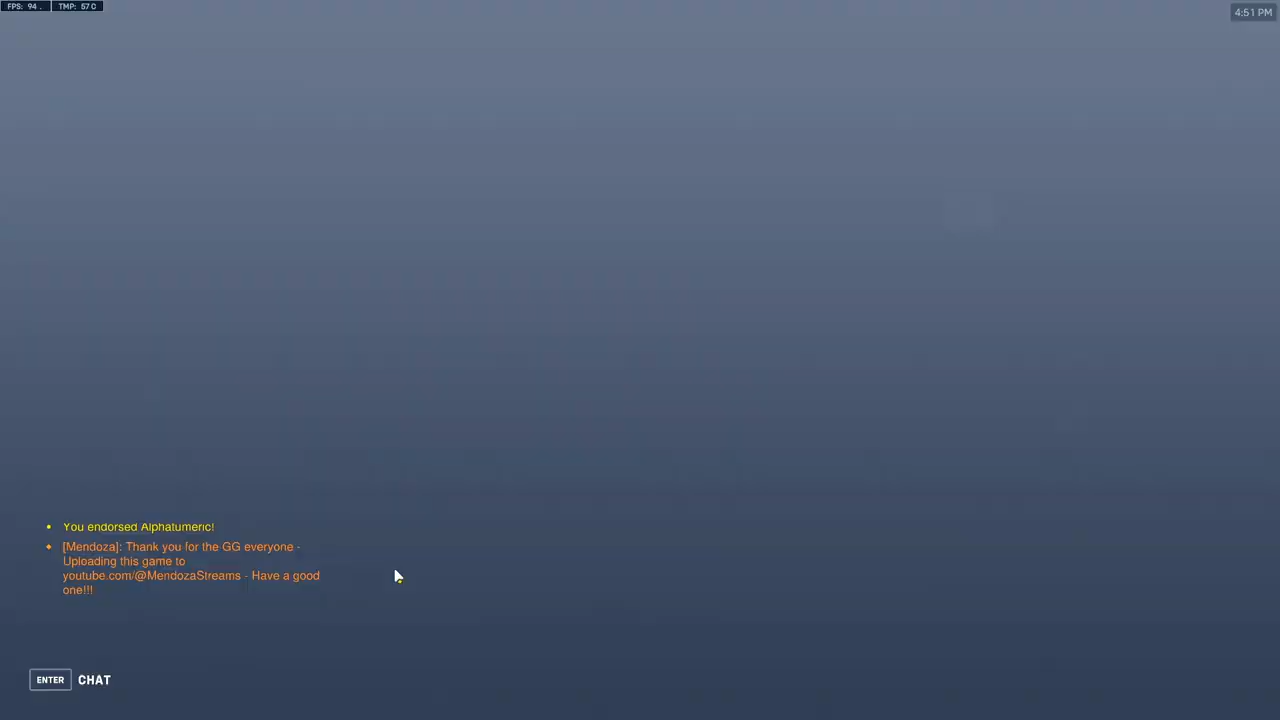 FPS: 94 . TMP: 57 C
4:51 PM
You endorsed Alphatumeric!
[Mendoza]: Thank you for the GG everyone -
Uploading this game to
youtube.com/@MendozaStreams - Have a good
one!!!
ENTER CHAT